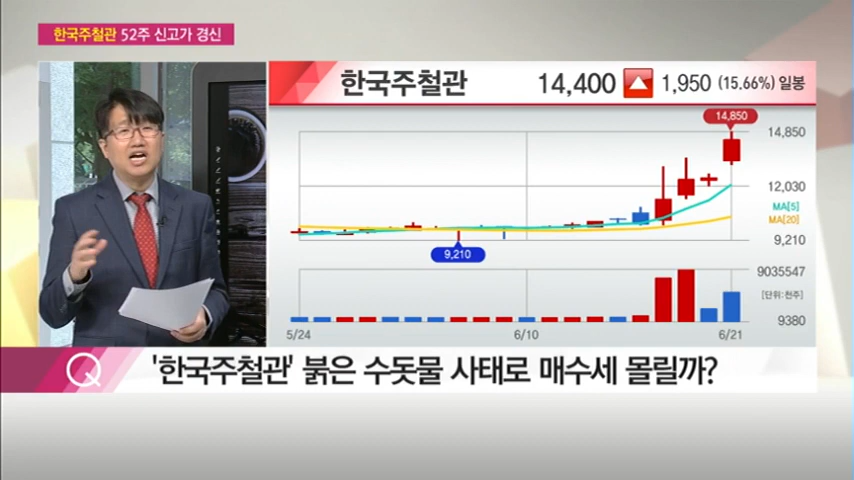 한국주철관 52주 신고가 경신
한국주철관 14,400 1,950 (15.66%) 일봉
14,850
14,850
12,030
MA[5]
MA[20]
9,210
9,210
9035547
[단위:천주]
9380
5/24 6/10 6/21
Q '한국주철관' 붉은 수돗물 사태로 매수세 몰릴까?